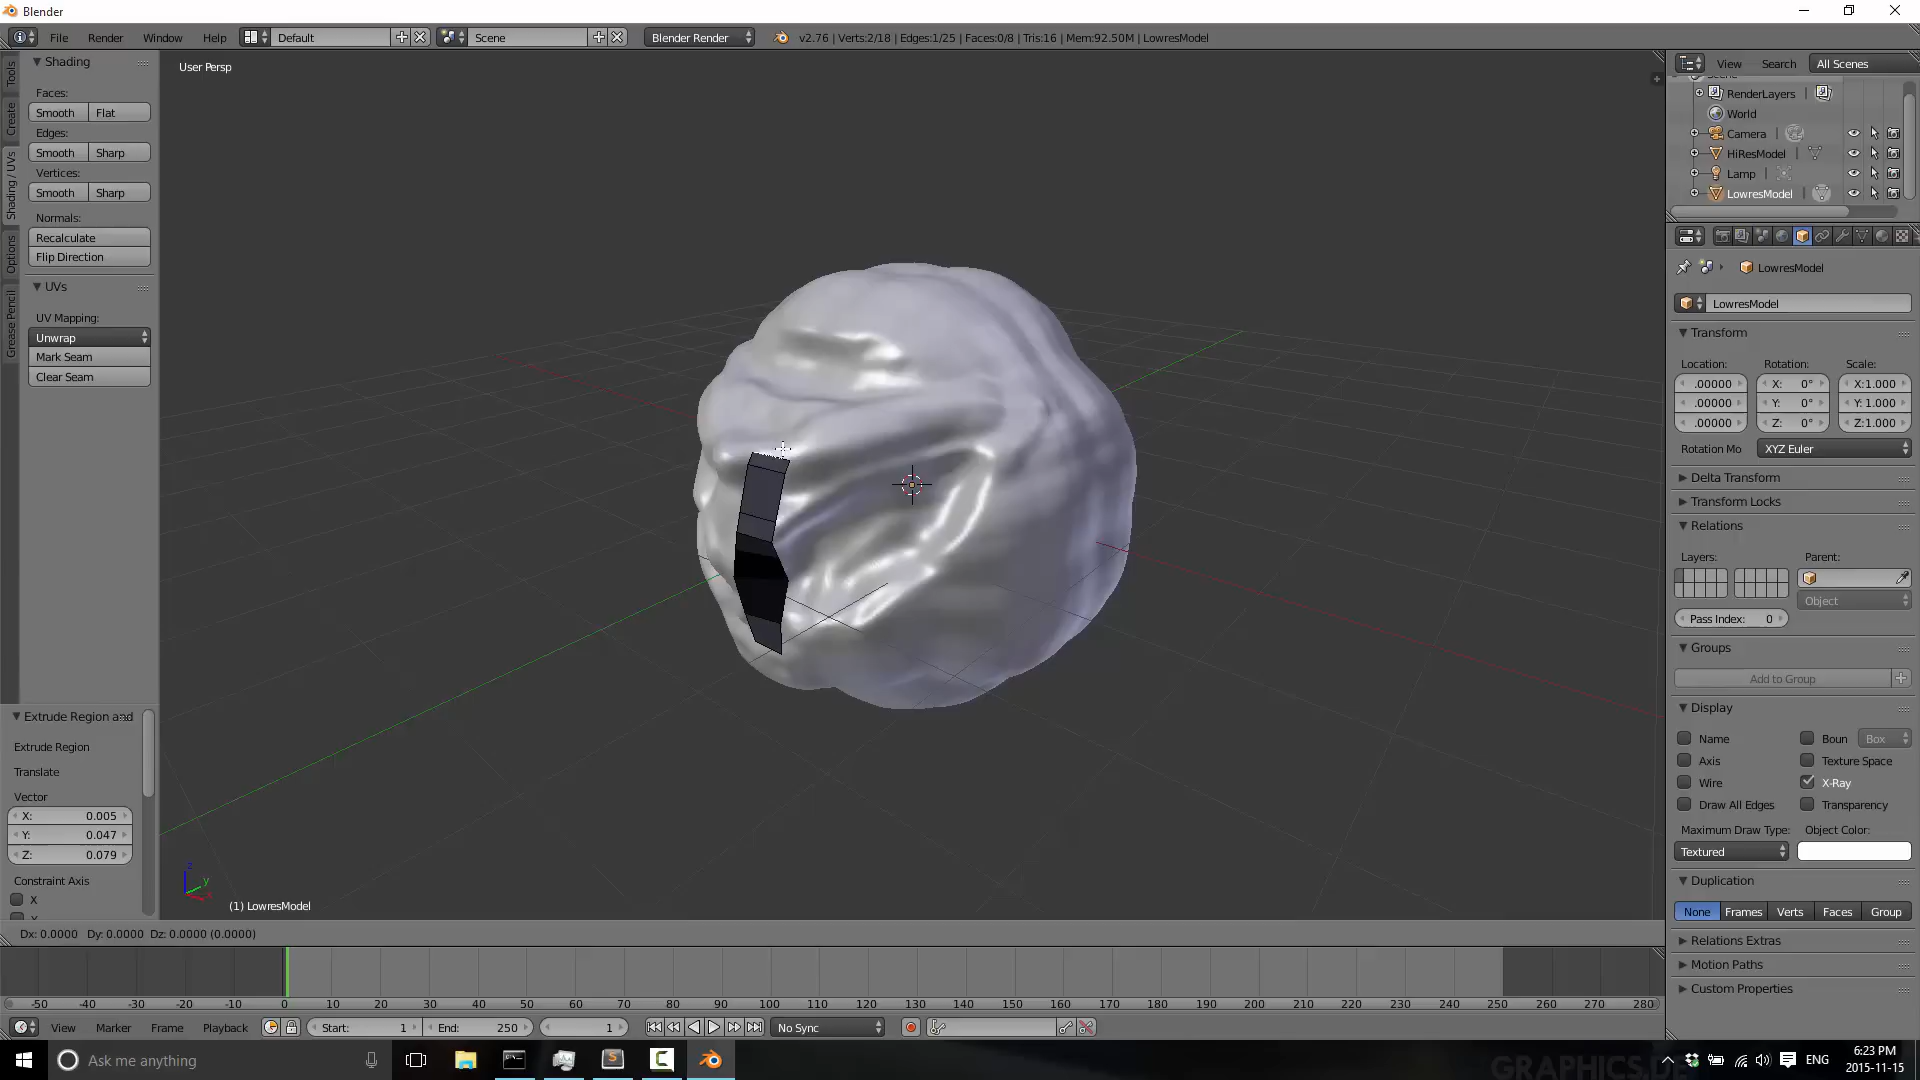 Blender
File Render Window Help Default Scene Blender Render v2.76 | Verts:2/18 | Edges:1/25 | Faces:0/8 | Tris:16 | Mem:92.50M | LowresModel
User Persp
Tools
Create
Shading / UVs
Options
Grease Pencil
Shading
Faces:
Smooth Flat
Edges:
Smooth Sharp
Vertices:
Smooth Sharp
Normals:
Recalculate
Flip Direction
UVs
UV Mapping:
Unwrap
Mark Seam
Clear Seam
Extrude Region and
Extrude Region
Translate
Vector
X: 0.005
Y: 0.047
Z: 0.079
Constraint Axis
X
z
y
(1) LowresModel
Dx: 0.0000 Dy: 0.0000 Dz: 0.0000 (0.0000)
View Search All Scenes
RenderLayers |
World
Camera |
HiResModel |
Lamp |
LowresModel |
LowresModel
LowresModel
Transform
Location: Rotation: Scale:
.00000 X: 0° X:1.000
.00000 Y: 0° Y: 1.000
.00000 Z: 0° Z:1.000
Rotation Mo XYZ Euler
Delta Transform
Transform Locks
Relations
Layers: Parent:
Object
Pass Index: 0
Groups
Add to Group
Display
Name Boun Box
Axis Texture Space
Wire X-Ray
Draw All Edges Transparency
Maximum Draw Type: Object Color:
Textured
Duplication
None Frames Verts Faces Group
Relations Extras
Motion Paths
Custom Properties
-50 -40 -30 -20 -10 0 10 20 30 40 50 60 70 80 90 100 110 120 130 140 150 160 170 180 190 200 210 220 230 240 250 260 270 280
View Marker Frame Playback Start: 1 End: 250 1 No Sync
Ask me anything
ENG
6:23 PM
2015-11-15